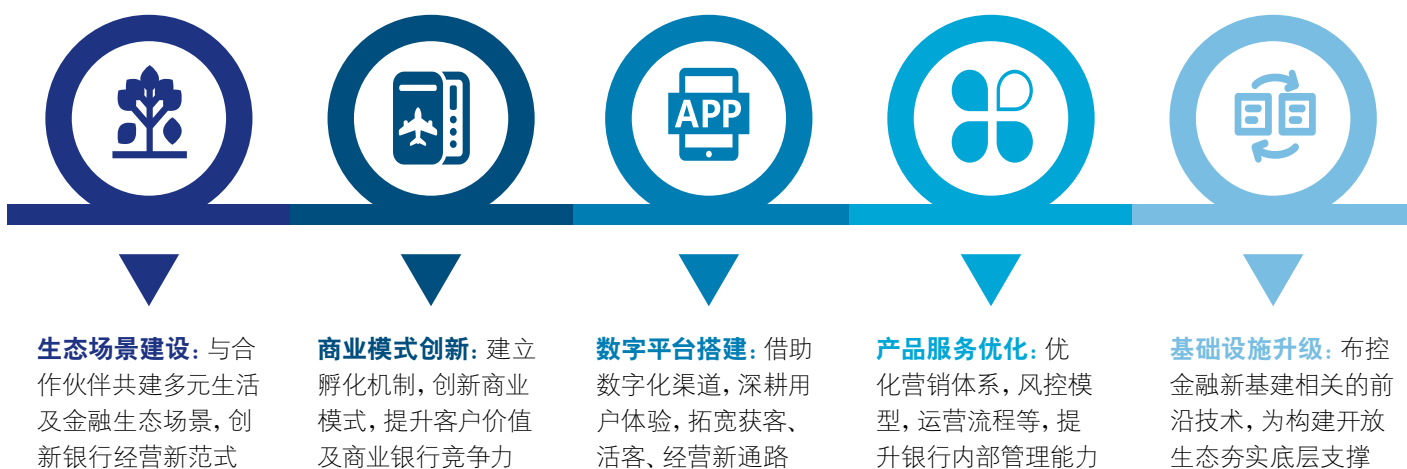 APP
生态场景建设：与合
作伙伴共建多元生活
及金融生态场景，创
新银行经营新范式
商业模式创新：建立
孵化机制，创新商业
模式，提升客户价值
及商业银行竞争力
数字平台搭建：借助
数字化渠道，深耕用
户体验，拓宽获客、
活客、经营新通路
产品服务优化：优
化营销体系，风控模
型，运营流程等，提
升银行内部管理能力
基础设施升级：布控
金融新基建相关的前
沿技术，为构建开放
生态夯实底层支撑